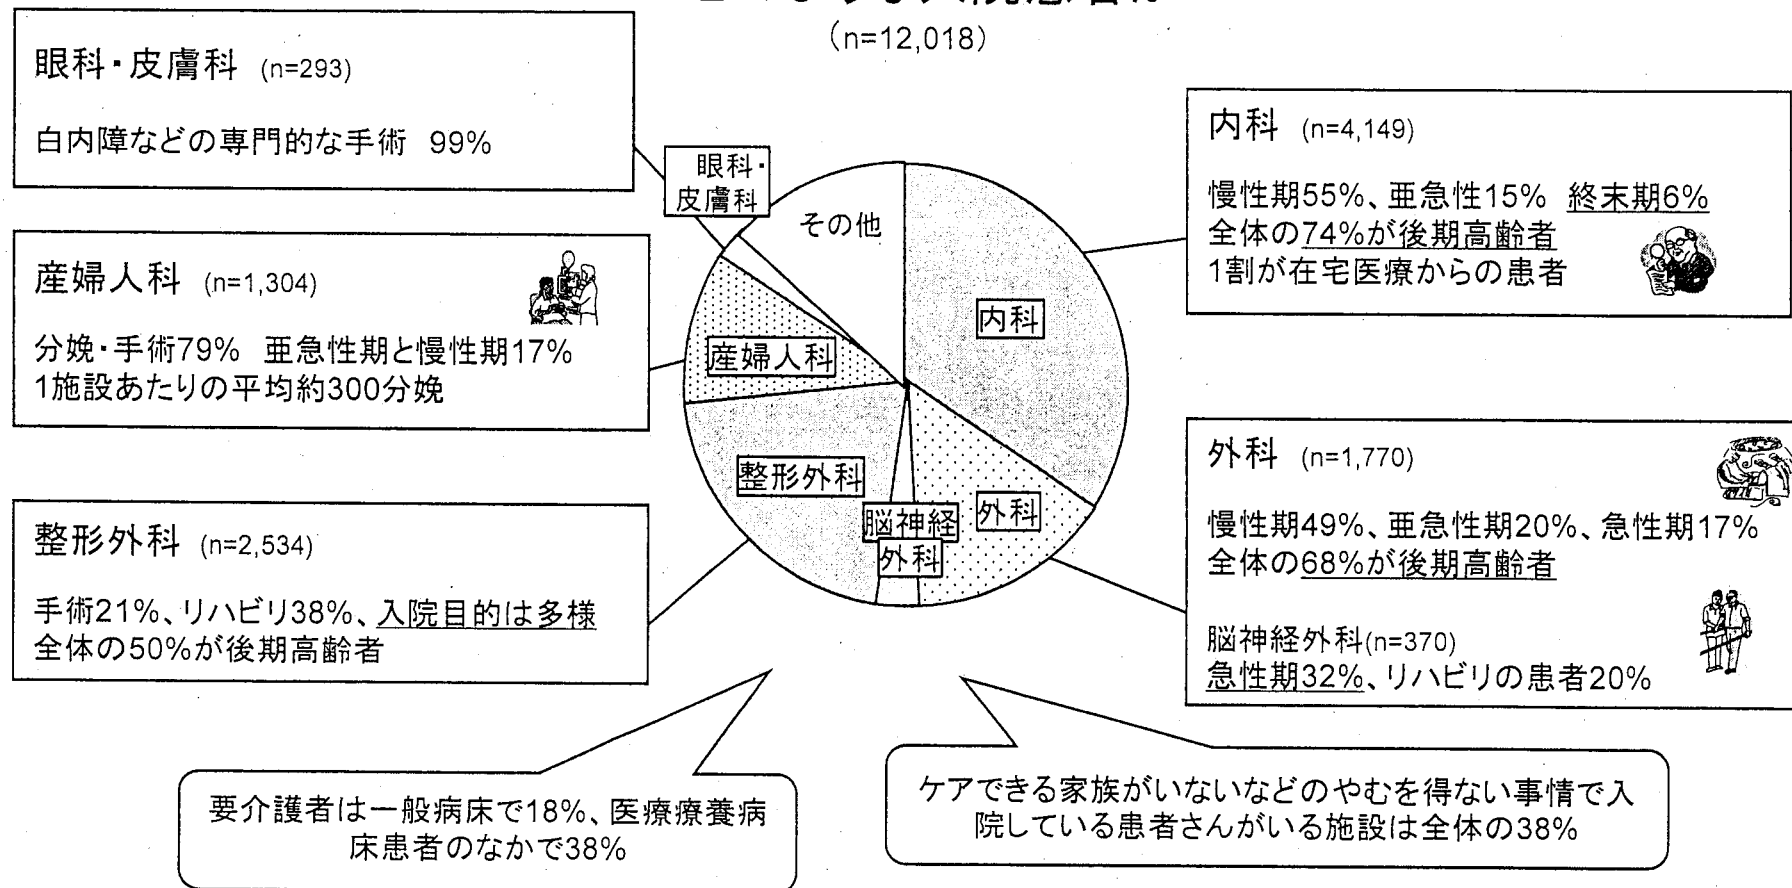 (n=12,018)
眼科・皮膚科 (n=293)
白内障などの専門的な手術 99%
産婦人科 (n=1,304)
分娩・手術79% 亜急性期と慢性期17%
1施設あたりの平均約300分娩
整形外科 (n=2,534)
手術21%、リハビリ38%、入院目的は多様
全体の50%が後期高齢者
眼科・
皮膚科
その他
内科
産婦人科
整形外科
脳神経
外科
外科
内科 (n=4,149)
慢性期55%、亜急性15% 終末期6%
全体の74%が後期高齢者
1割が在宅医療からの患者
外科 (n=1,770)
慢性期49%、亜急性期20%、急性期17%
全体の68%が後期高齢者
脳神経外科(n=370)
急性期32%、リハビリの患者20%
要介護者は一般病床で18%、医療療養病
床患者のなかで38%
ケアできる家族がいないなどのやむを得ない事情で入
院している患者さんがいる施設は全体の38%